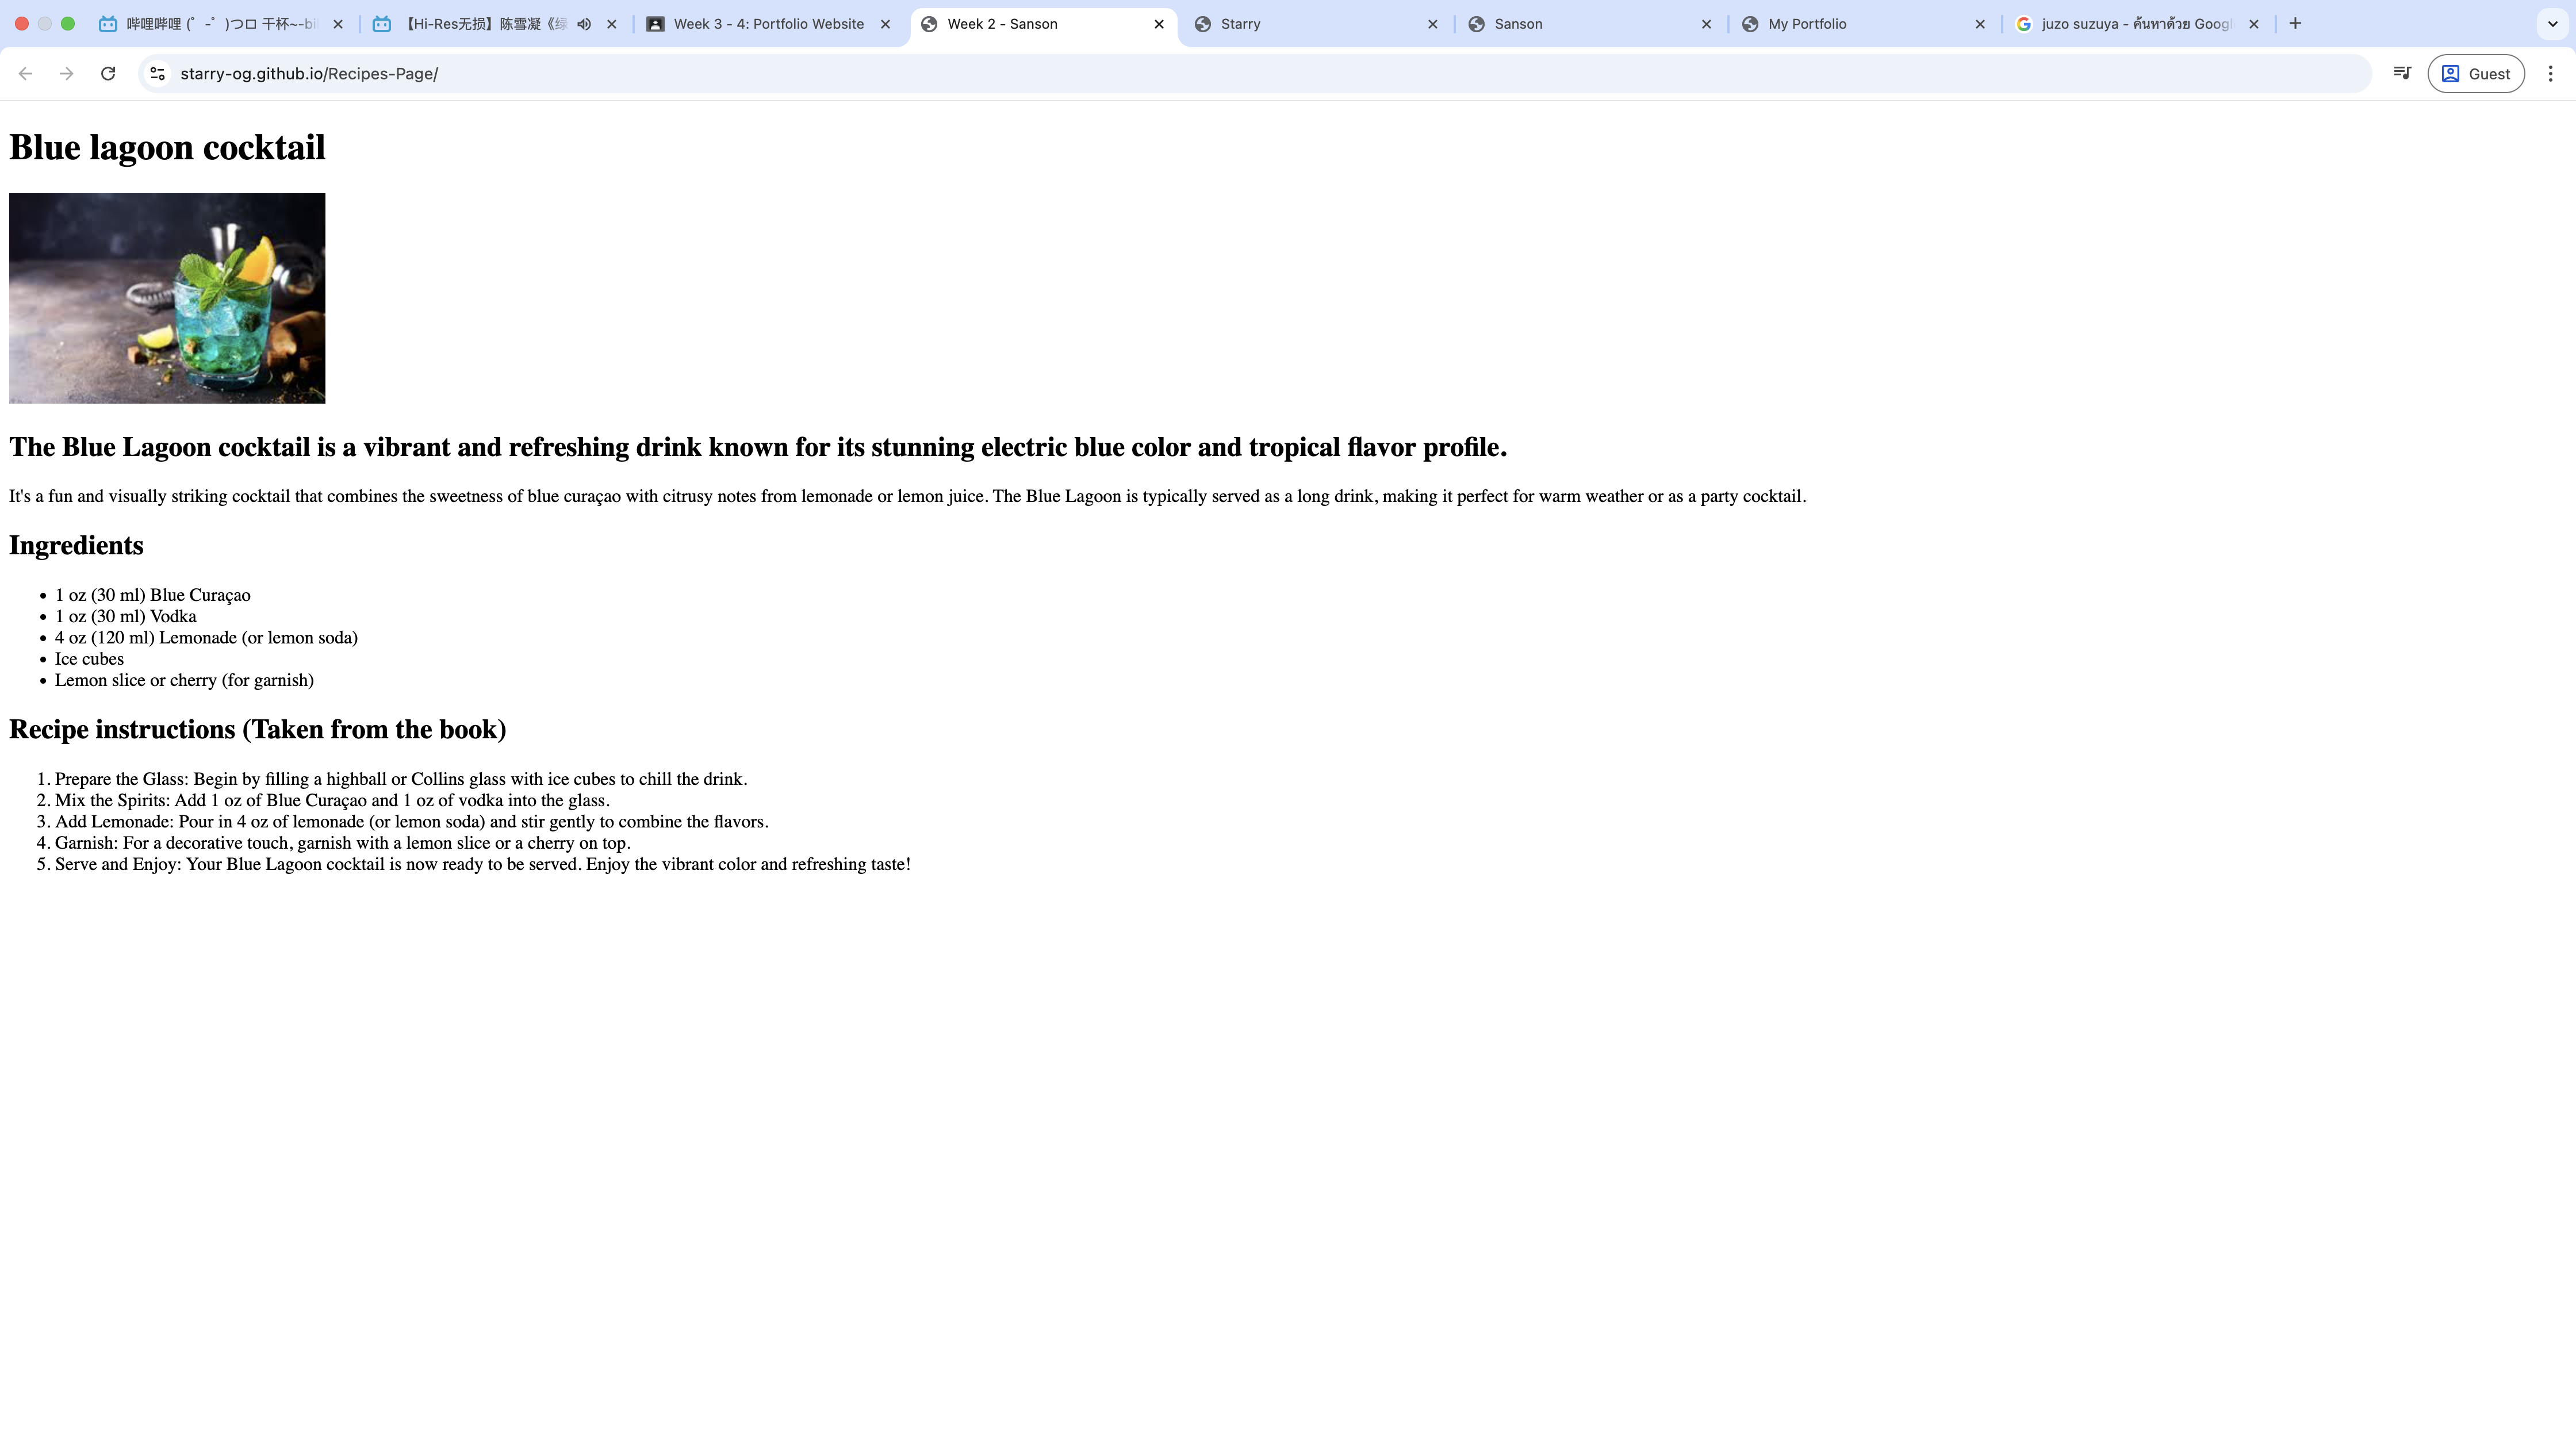 哔哩哔哩 (゜-゜)つロ 干杯~-bi
【Hi-Res无损】陈雪凝《绿
Week 3 - 4: Portfolio Website
Week 2 - Sanson
Starry
Sanson
My Portfolio
juzo suzuya - ค้นหาด้วย Goog
starry-og.github.io/Recipes-Page/
Guest
Blue lagoon cocktail
The Blue Lagoon cocktail is a vibrant and refreshing drink known for its stunning electric blue color and tropical flavor profile.
It's a fun and visually striking cocktail that combines the sweetness of blue curaçao with citrusy notes from lemonade or lemon juice. The Blue Lagoon is typically served as a long drink, making it perfect for warm weather or as a party cocktail.
Ingredients
• 1 oz (30 ml) Blue Curaçao
• 1 oz (30 ml) Vodka
• 4 oz (120 ml) Lemonade (or lemon soda)
• Ice cubes
• Lemon slice or cherry (for garnish)
Recipe instructions (Taken from the book)
1. Prepare the Glass: Begin by filling a highball or Collins glass with ice cubes to chill the drink.
2. Mix the Spirits: Add 1 oz of Blue Curaçao and 1 oz of vodka into the glass.
3. Add Lemonade: Pour in 4 oz of lemonade (or lemon soda) and stir gently to combine the flavors.
4. Garnish: For a decorative touch, garnish with a lemon slice or a cherry on top.
5. Serve and Enjoy: Your Blue Lagoon cocktail is now ready to be served. Enjoy the vibrant color and refreshing taste!